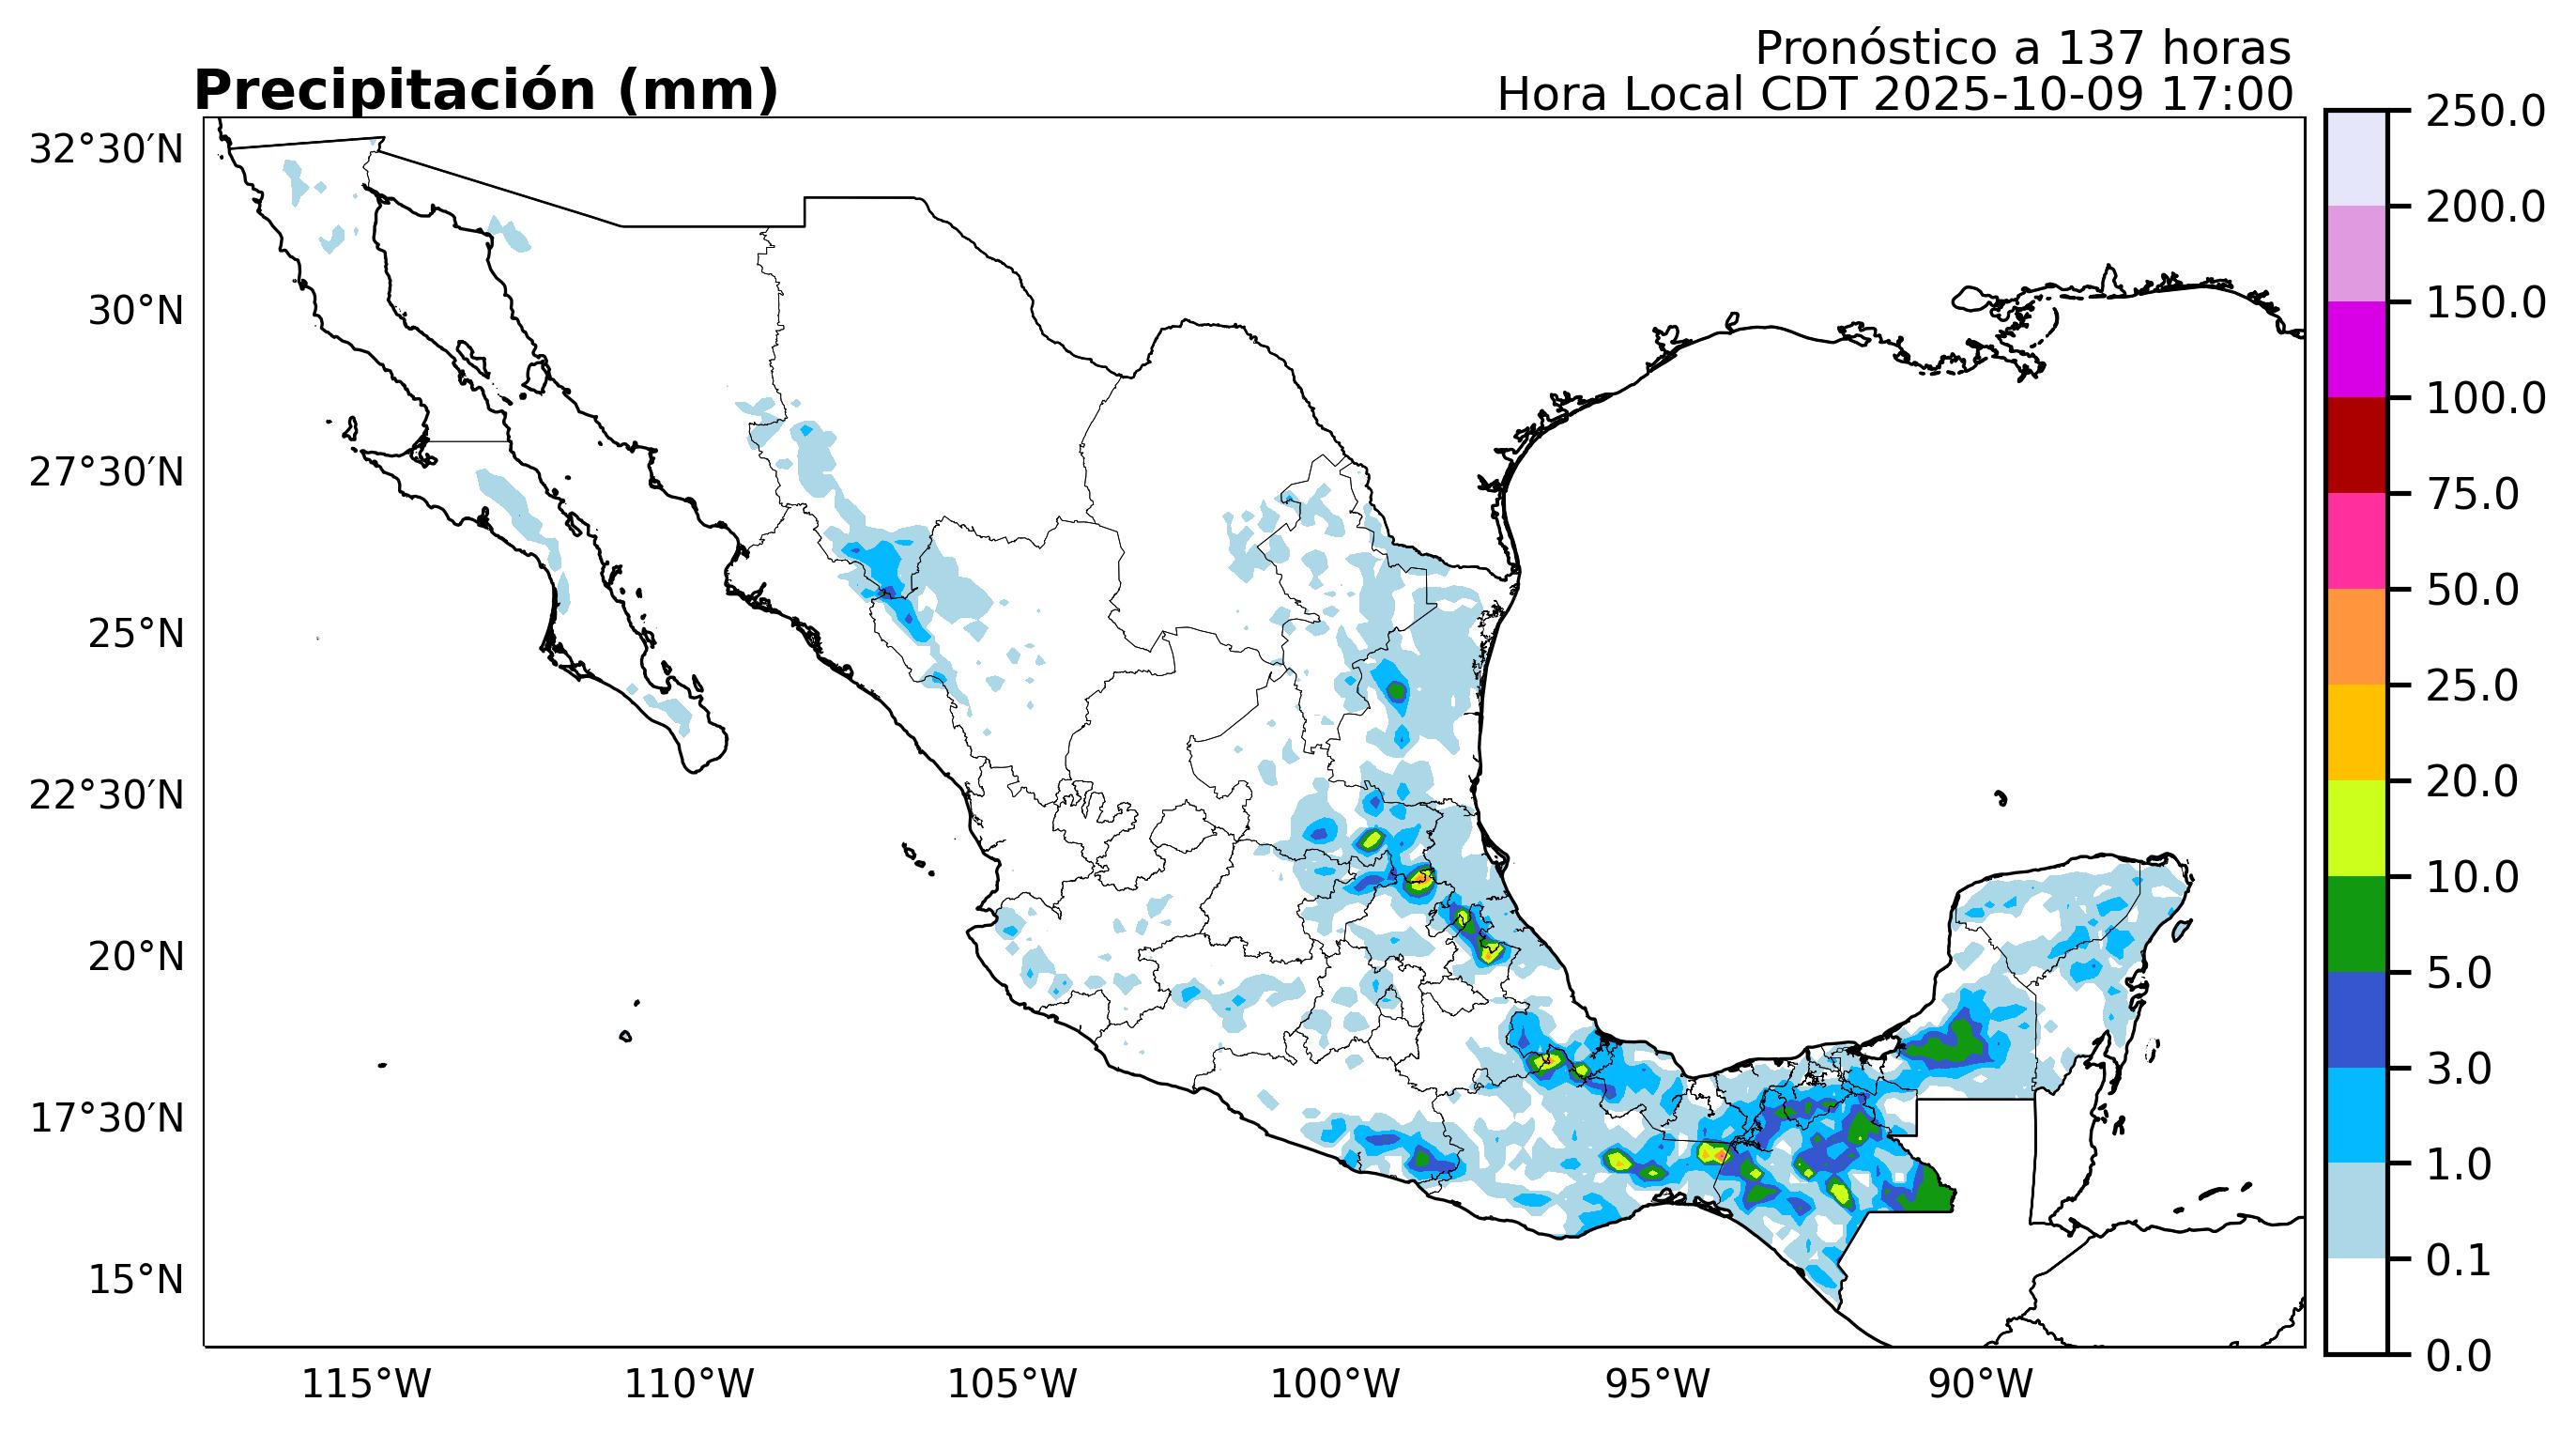 Pronóstico a 137 horas
Precipitación (mm)
Hora Local CDT 2025-10-09 17:00
32°30′N
30°N
27°30′N
25°N
22°30′N
20°N
17°30′N
15°N
115°W
110°W
105°W
100°W
95°W
90°W
250.0
200.0
150.0
100.0
75.0
50.0
25.0
20.0
10.0
5.0
3.0
1.0
0.1
0.0